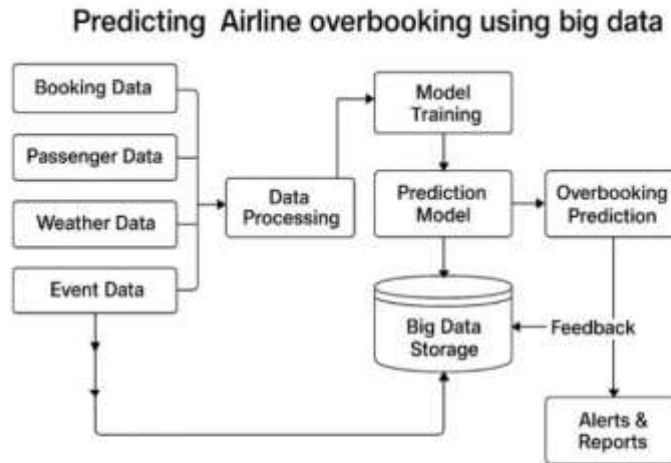 Predicting Airline overbooking using big data
Booking Data
Passenger Data
Weather Data
Event Data
Data
Processing
Model
Training
Prediction
Model
Overbooking
Prediction
Big Data
Storage
Feedback
Alerts &
Reports